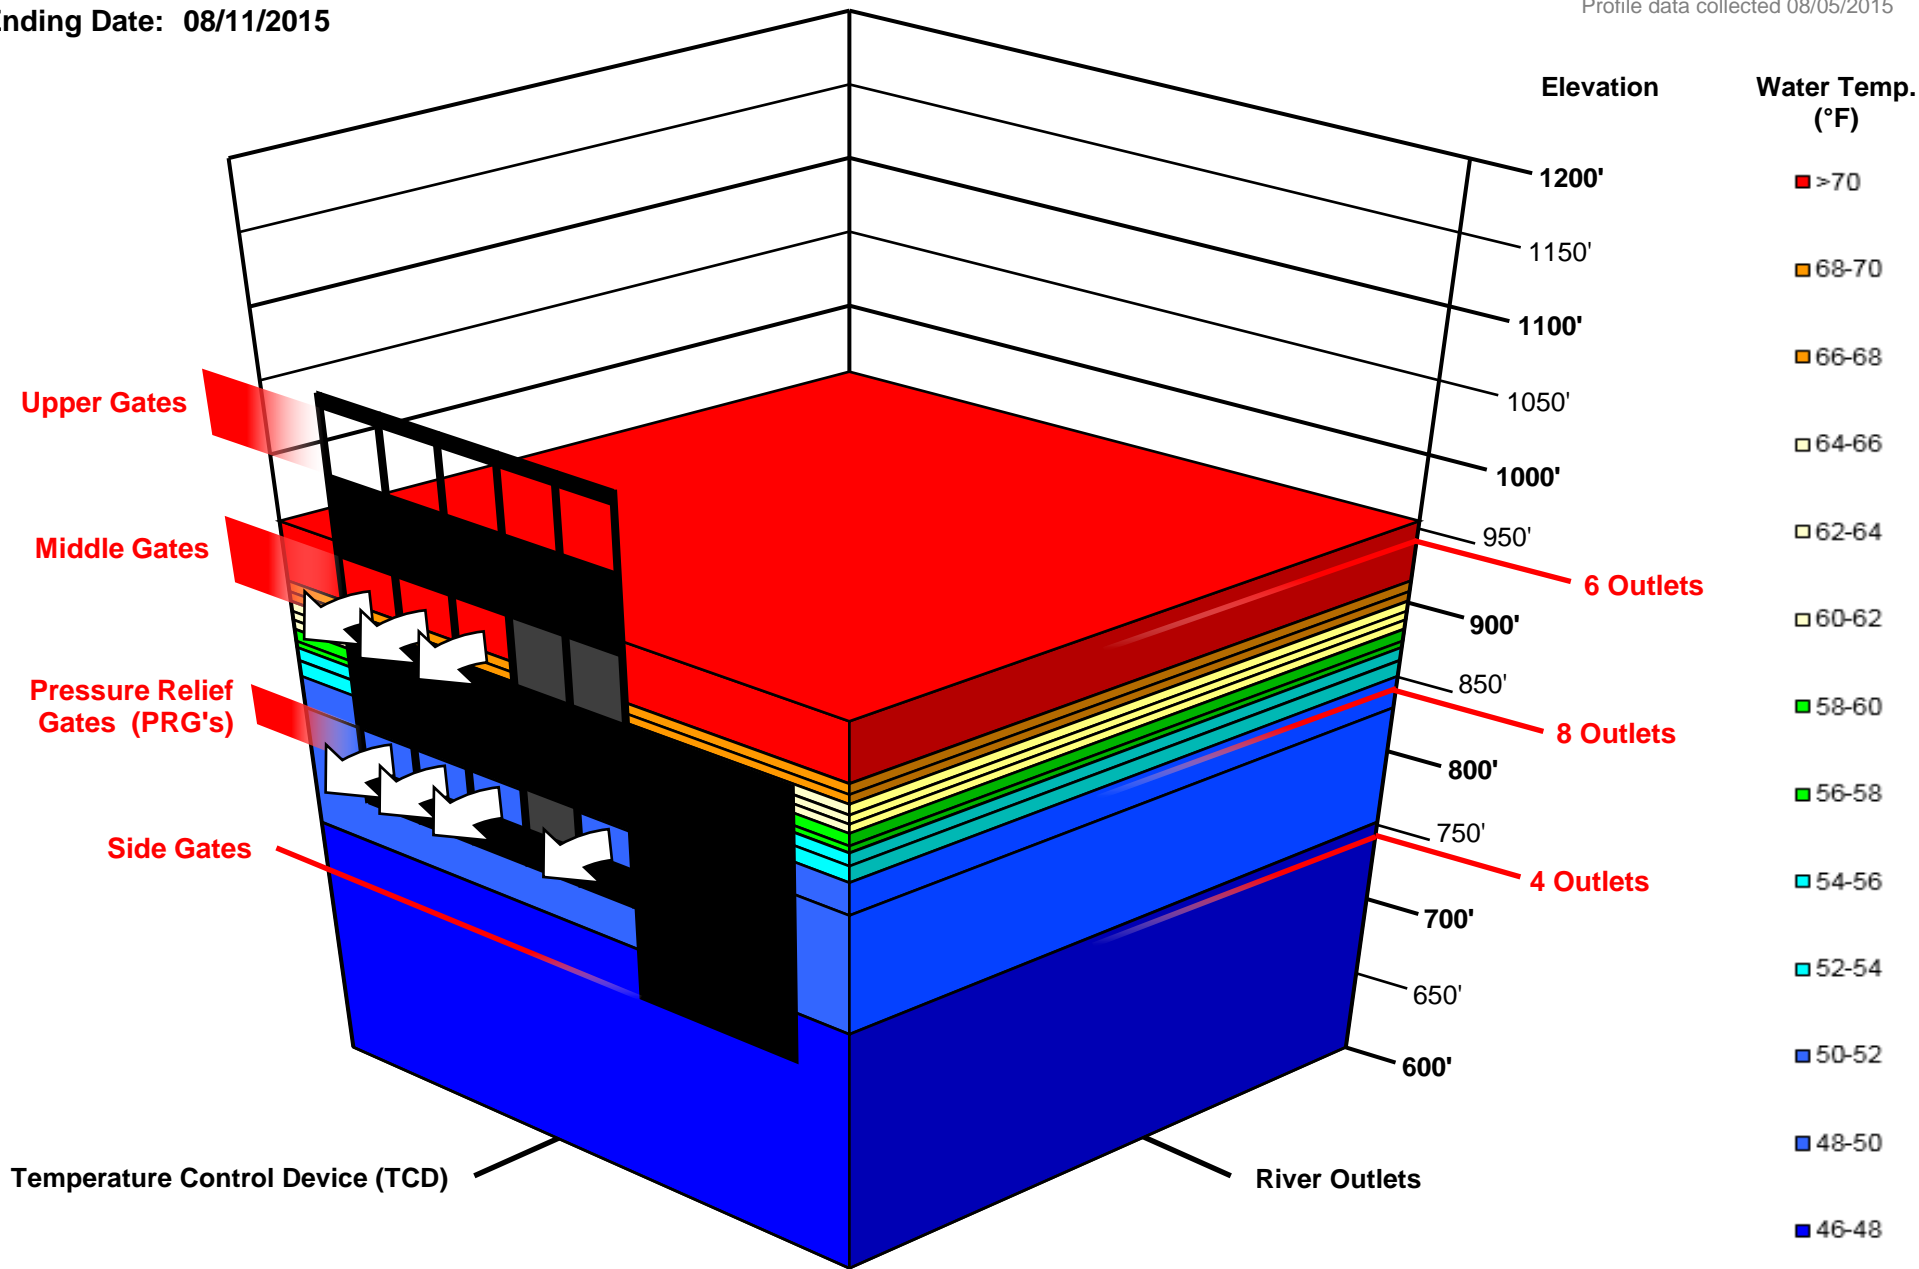 Ending Date: 08/11/2015
Profile data collected 08/05/2015
Elevation
Water Temp.
(°F)
1200'
1150'
1100'
1050'
1000'
950'
900'
850'
800'
750'
700'
650'
600'
>70
68-70
66-68
64-66
62-64
60-62
58-60
56-58
54-56
52-54
50-52
48-50
46-48
Upper Gates
Middle Gates
Pressure Relief
Gates (PRG's)
Side Gates
6 Outlets
8 Outlets
4 Outlets
Temperature Control Device (TCD)
River Outlets